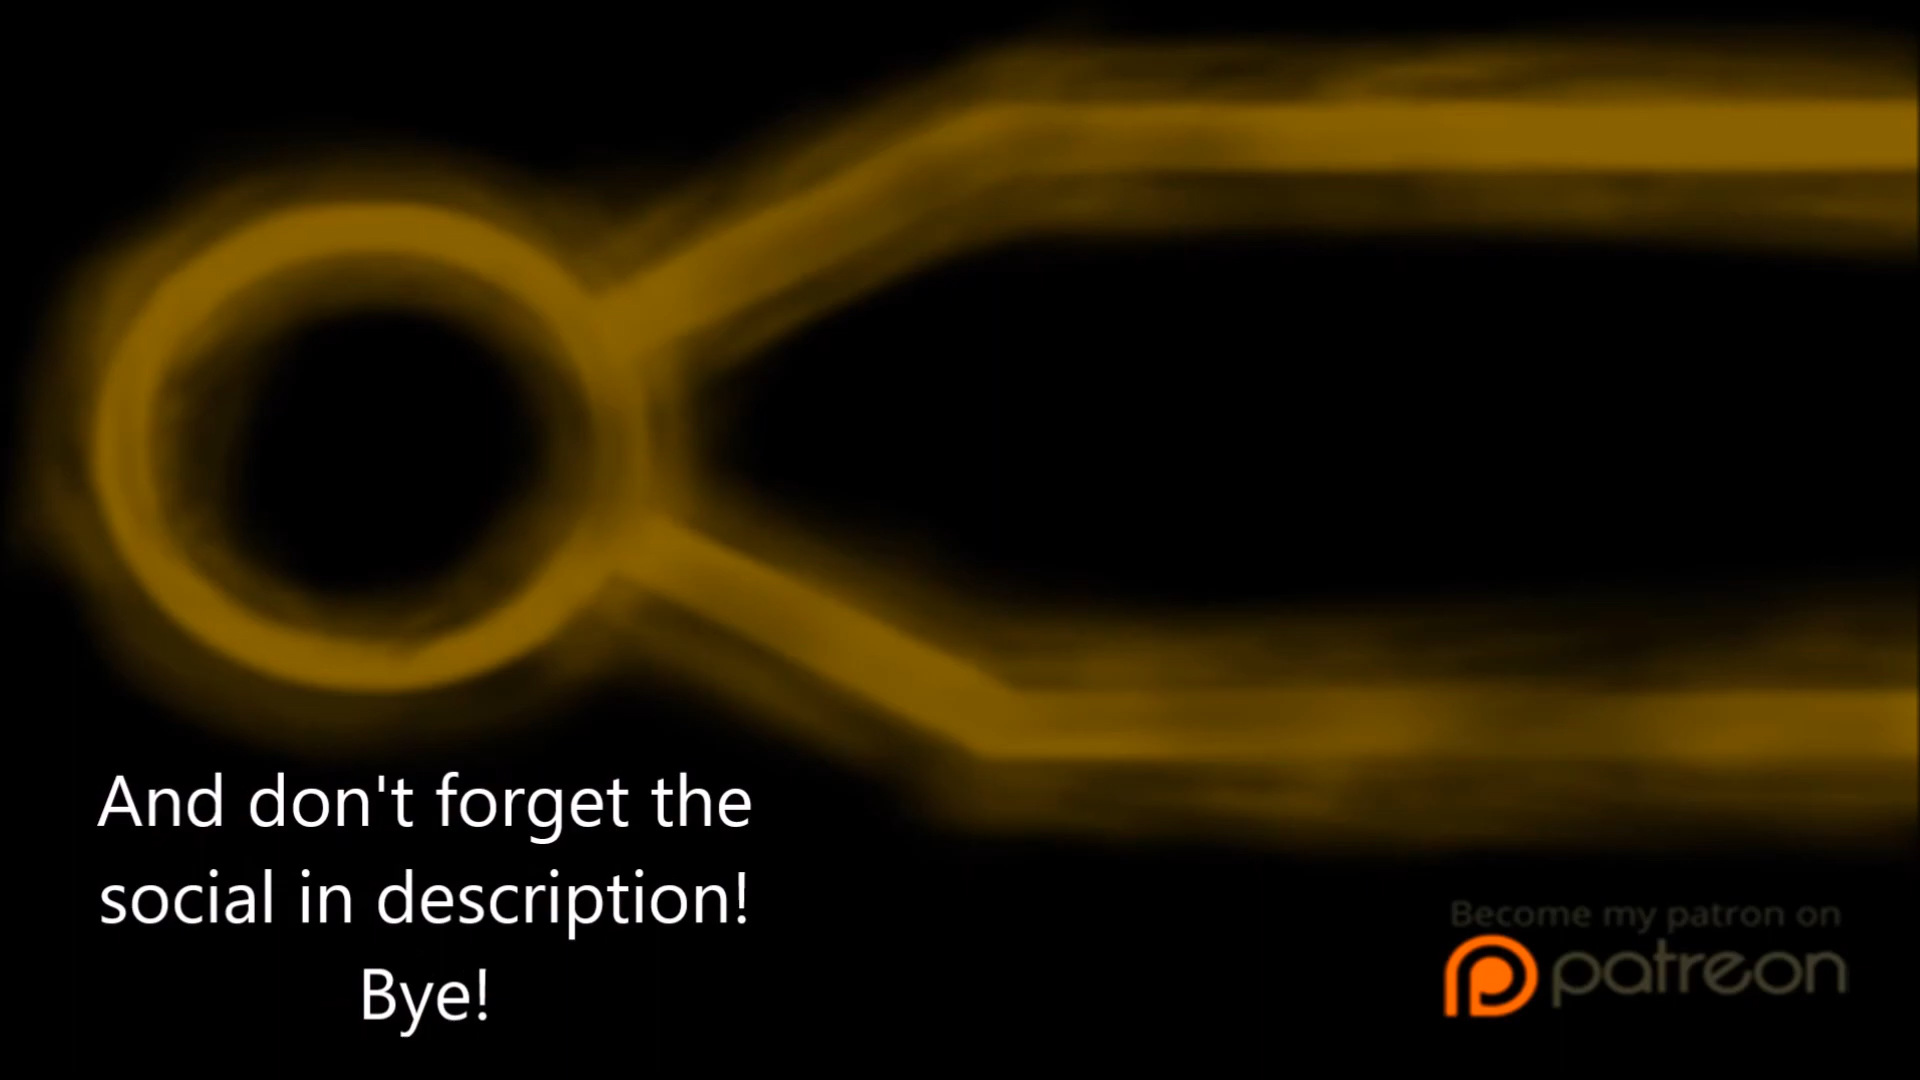 And don't forget the
social in description!
Bye!
Become my patron on
patreon